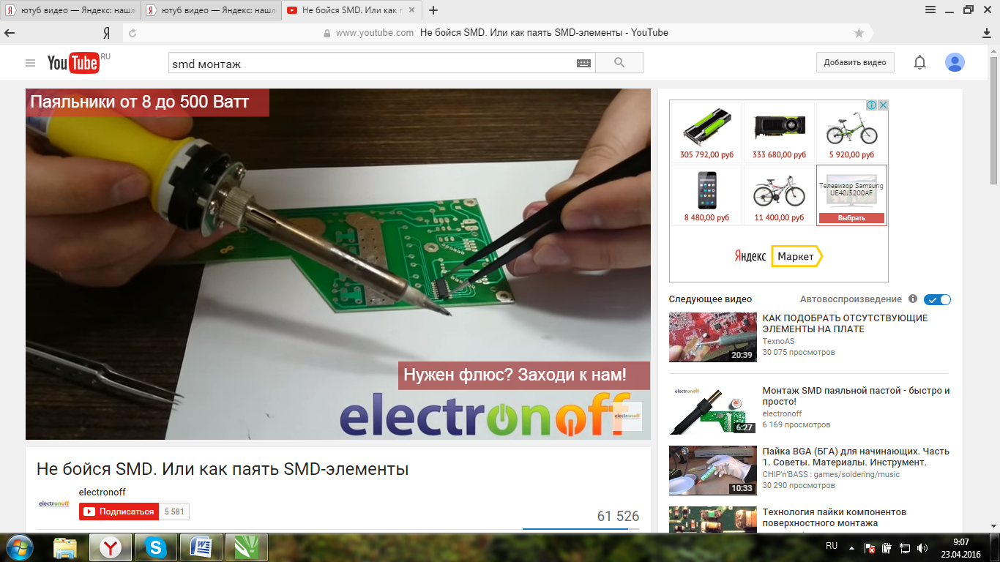 ютуб видео — Яндекс: нашл
ютуб видео — Яндекс: нашл
Не бойся SMD. Или как п
Я
www.youtube.com Не бойся SMD. Или как паять SMD-элементы - YouTube
YouTube RU
smd монтаж
Добавить видео
Паяльники от 8 до 500 Ватт
Нужен флюс? Заходи к нам!
electronoff
electronoff
Не бойся SMD. Или как паять SMD-элементы
electronoff
electronoff
Подписаться 5 581
61 526
305 792,00 руб
333 680,00 руб
5 920,00 руб
8 480,00 руб
11 400,00 руб
Телевизор Samsung
UE40J5200AF
Выбрать
Яндекс Маркет
Следующее видео Автовоспроизведение
КАК ПОДОБРАТЬ ОТСУТСТВУЮЩИЕ
ЭЛЕМЕНТЫ НА ПЛАТЕ
TexnoAS
30 075 просмотров
20:39
electronoff
Монтаж SMD паяльной пастой - быстро и
просто!
electronoff
6 169 просмотров
6:27
Пайка BGA (БГА) для начинающих. Часть
1. Советы. Материалы. Инструмент.
CHIP'n'BASS : games/soldering/music
30 290 просмотров
10:33
Технология пайки компонентов
поверхностного монтажа
RU
9:07
23.04.2016